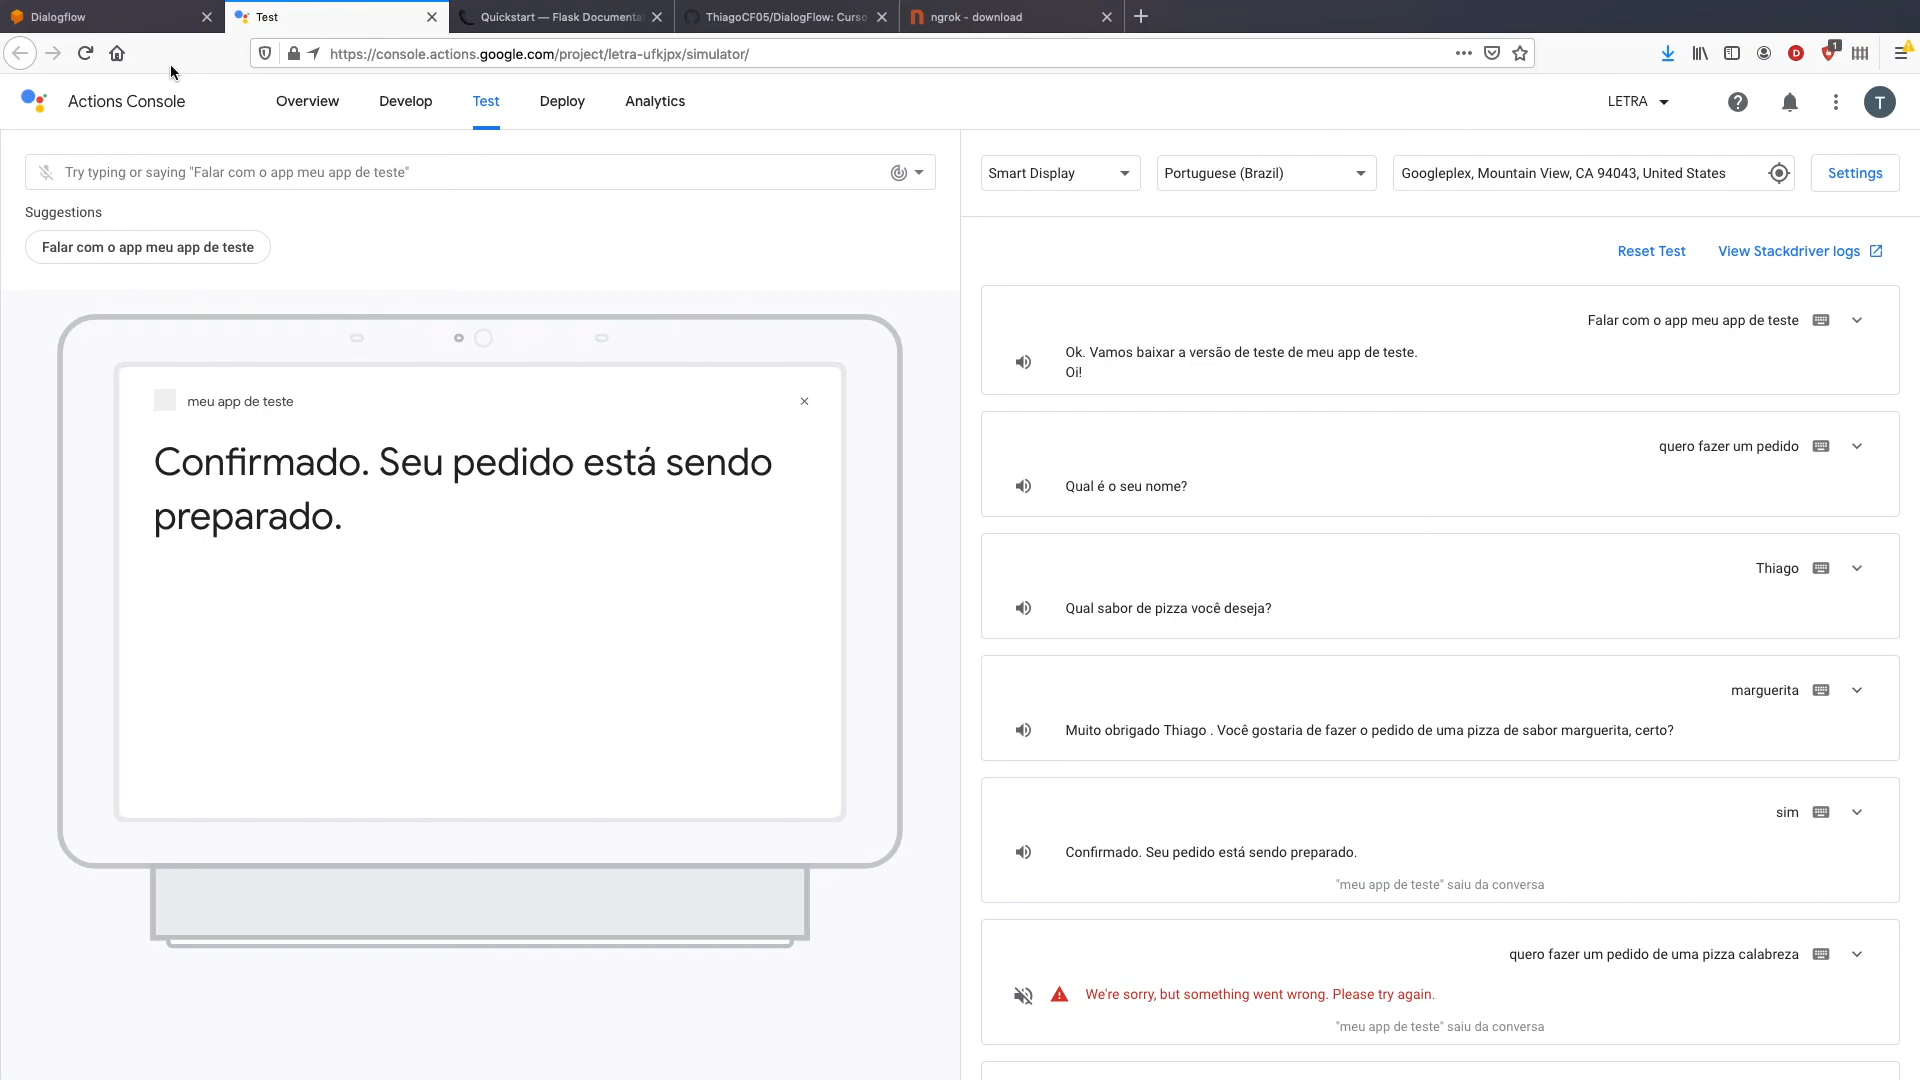 Dialogflow
Test
Quickstart — Flask Documenta
ThiagoCF05/DialogFlow: Curso
ngrok - download
https://console.actions.google.com/project/letra-ufkjpx/simulator/
D
1
Actions Console
Overview
Develop
Test
Deploy
Analytics
LETRA
T
Try typing or saying "Falar com o app meu app de teste"
Suggestions
Falar com o app meu app de teste
Smart Display
Portuguese (Brazil)
Googleplex, Mountain View, CA 94043, United States
Settings
Reset Test
View Stackdriver logs
meu app de teste
Confirmado. Seu pedido está sendo
preparado.
Falar com o app meu app de teste
Ok. Vamos baixar a versão de teste de meu app de teste.
Oi!
quero fazer um pedido
Qual é o seu nome?
Thiago
Qual sabor de pizza você deseja?
marguerita
Muito obrigado Thiago . Você gostaria de fazer o pedido de uma pizza de sabor marguerita, certo?
sim
Confirmado. Seu pedido está sendo preparado.
"meu app de teste" saiu da conversa
quero fazer um pedido de uma pizza calabreza
We're sorry, but something went wrong. Please try again.
"meu app de teste" saiu da conversa